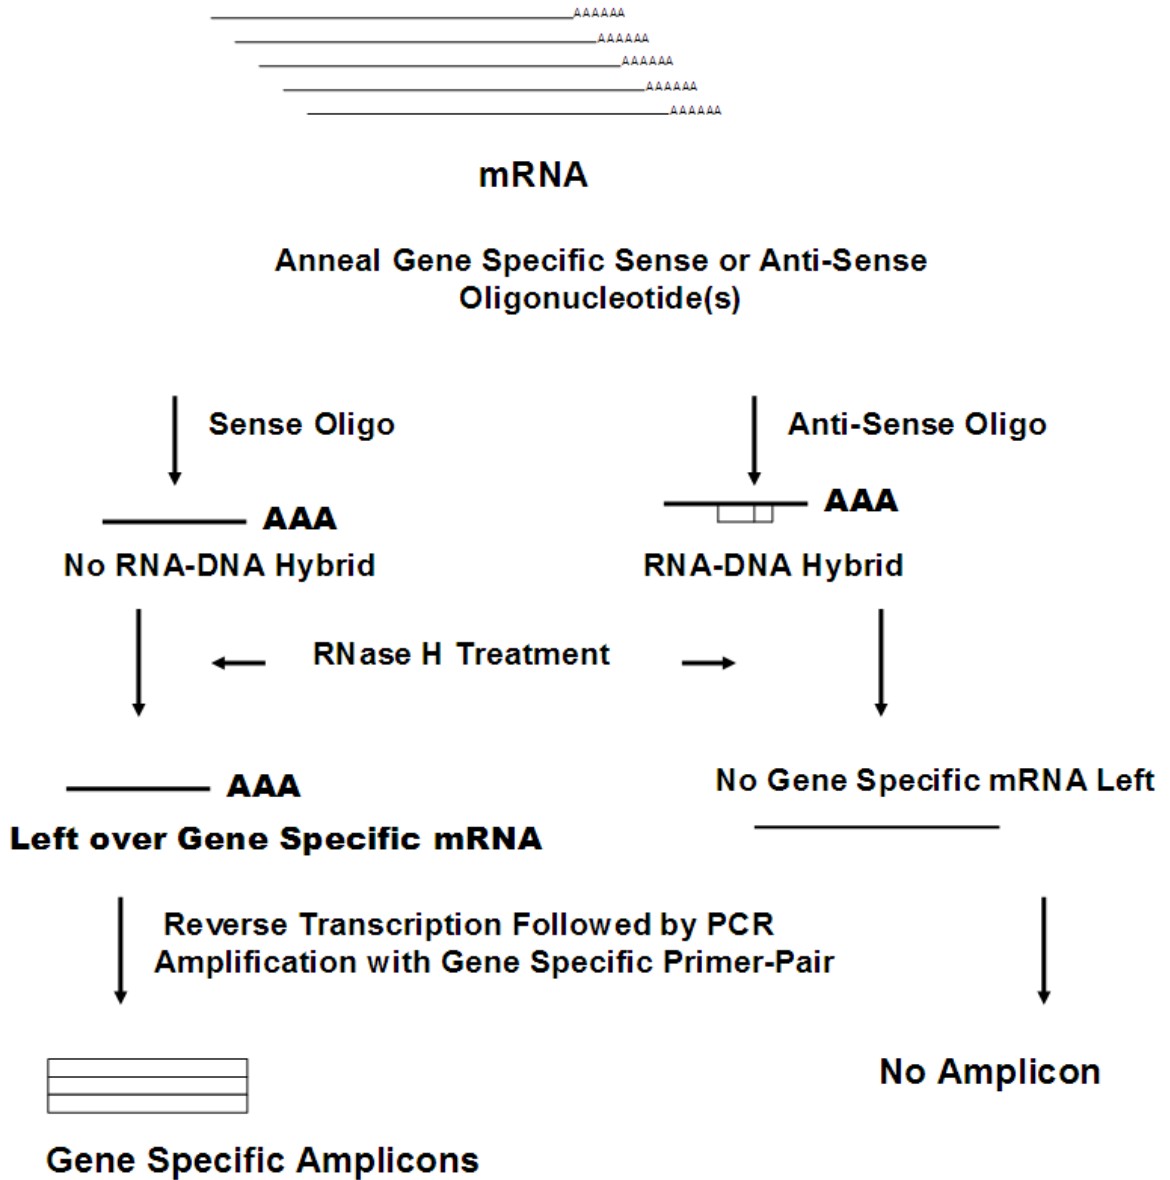 AAAAAA
AAAAAA
AAAAAA
AAAAAA
AAAAAA
mRNA
Anneal Gene Specific Sense or Anti-Sense
Oligonucleotide(s)
Sense Oligo
Anti-Sense Oligo
AAA
AAA
No RNA-DNA Hybrid
RNA-DNA Hybrid
RNase H Treatment
AAA
No Gene Specific mRNA Left
Left over Gene Specific mRNA
Reverse Transcription Followed by PCR
Amplification with Gene Specific Primer-Pair
No Amplicon
Gene Specific Amplicons